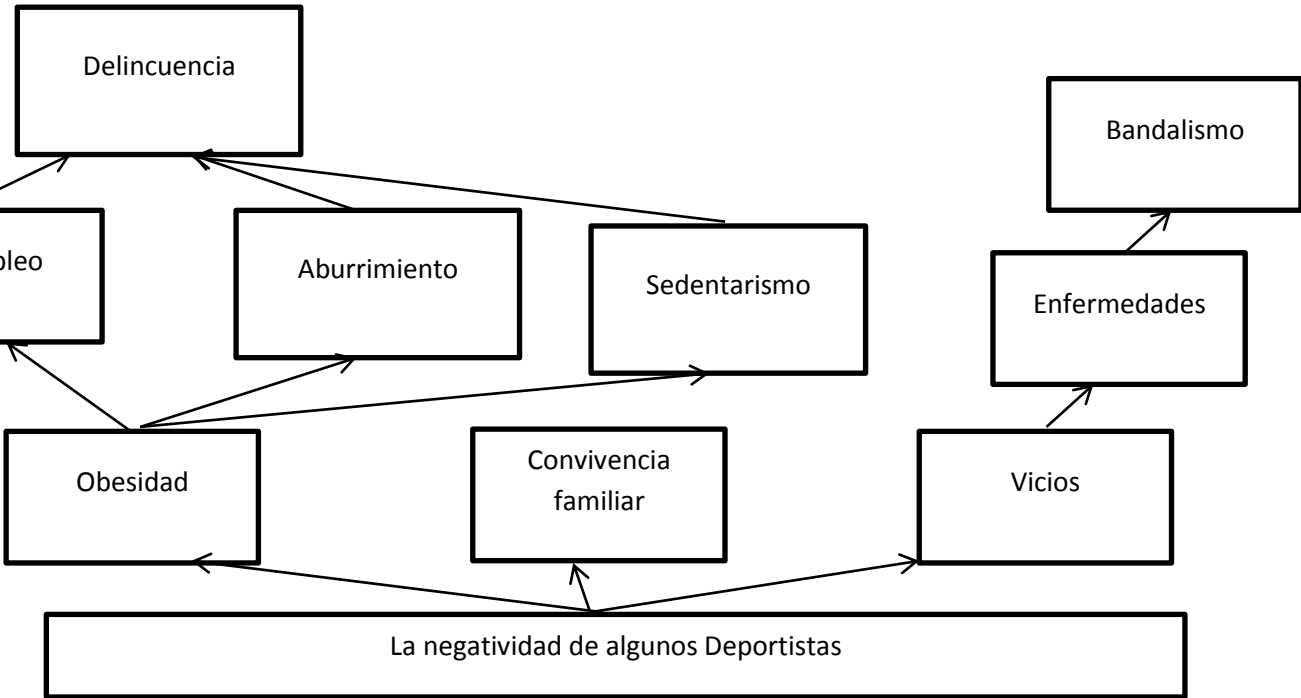 Delincuencia
Bandalismo
pleo
Aburrimiento
Sedentarismo
Enfermedades
Obesidad
Convivencia
familiar
Vicios
La negatividad de algunos Deportistas